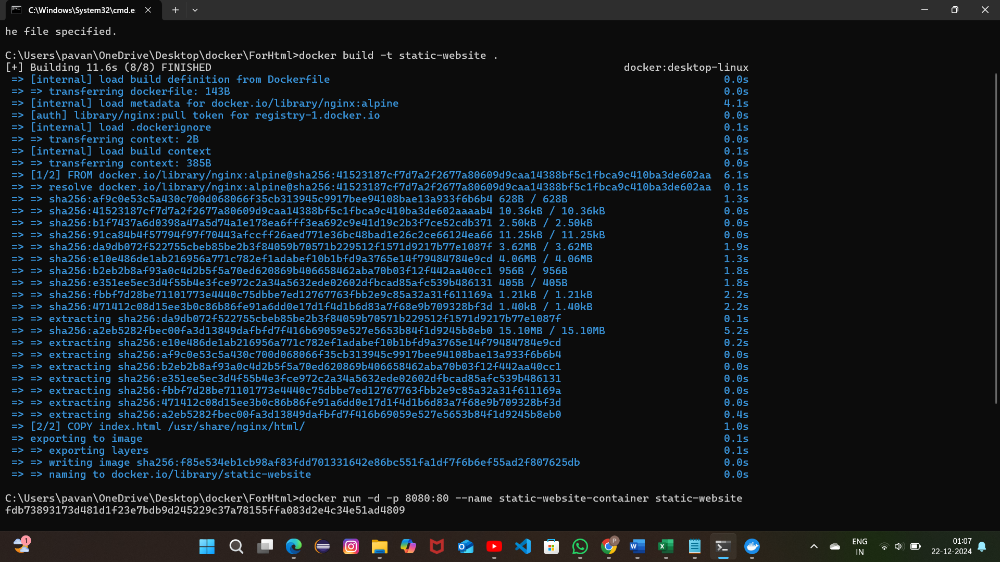 C:\Windows\System32\cmd.e
he file specified.
C:\Users\pavan\OneDrive\Desktop\docker\ForHtml>docker build -t static-website .
[+] Building 11.6s (8/8) FINISHED docker:desktop-linux
=> [internal] load build definition from Dockerfile 0.0s
=> => transferring dockerfile: 143B 0.0s
=> [internal] load metadata for docker.io/library/nginx:alpine 4.1s
=> [auth] library/nginx:pull token for registry-1.docker.io 0.0s
=> [internal] load .dockerignore 0.1s
=> => transferring context: 2B 0.0s
=> [internal] load build context 0.1s
=> => transferring context: 385B 0.0s
=> [1/2] FROM docker.io/library/nginx:alpine@sha256:41523187cf7d7a2f2677a80609d9caa14388bf5c1fbca9c410ba3de602aa 6.1s
=> => resolve docker.io/library/nginx:alpine@sha256:41523187cf7d7a2f2677a80609d9caa14388bf5c1fbca9c410ba3de602aa 0.1s
=> => sha256:af9c0e53c5a430c700d068066f35cb313945c9917bee94108bae13a933f6b6b4 628B / 628B 1.3s
=> => sha256:41523187cf7d7a2f2677a80609d9caa14388bf5c1fbca9c410ba3de602aaaab4 10.36kB / 10.36kB 0.0s
=> => sha256:b1f7437a6d0398a47a5d74a1e178ea6fff3ea692c9e41d19c2b3f7ce52cdb371 2.50kB / 2.50kB 0.0s
=> => sha256:91ca84b4f57794f97f70443afccff26aed771e36bc48bad1e26c2ce66124ea66 11.25kB / 11.25kB 0.0s
=> => sha256:da9db072f522755cbeb85be2b3f84059b70571b229512f1571d9217b77e1087f 3.62MB / 3.62MB 1.9s
=> => sha256:e10e486de1ab216956a771c782ef1adabef10b1bfd9a3765e14f79484784e9cd 4.06MB / 4.06MB 1.3s
=> => sha256:b2eb2b8af93a0c4d2b5f5a70ed620869b406658462aba70b03f12f442aa40cc1 956B / 956B 1.8s
=> => sha256:e351ee5ec3d4f55b4e3fce972c2a34a5632ede02602dfbcad85afc539b486131 405B / 405B 1.8s
=> => sha256:fbbf7d28be71101773e4440c75dbbe7ed12767763fbb2e9c85a32a31f611169a 1.21kB / 1.21kB 2.2s
=> => sha256:471412c08d15ee3b0c86b86fe91a6dd0e17d1f4d1b6d83a7f68e9b709328bf3d 1.40kB / 1.40kB 2.2s
=> => extracting sha256:da9db072f522755cbeb85be2b3f84059b70571b229512f1571d9217b77e1087f 0.1s
=> => sha256:a2eb5282fbec00fa3d13849dafbfd7f416b69059e527e5653b84f1d9245b8eb0 15.10MB / 15.10MB 5.2s
=> => extracting sha256:e10e486de1ab216956a771c782ef1adabef10b1bfd9a3765e14f79484784e9cd 0.2s
=> => extracting sha256:af9c0e53c5a430c700d068066f35cb313945c9917bee94108bae13a933f6b6b4 0.0s
=> => extracting sha256:b2eb2b8af93a0c4d2b5f5a70ed620869b406658462aba70b03f12f442aa40cc1 0.0s
=> => extracting sha256:e351ee5ec3d4f55b4e3fce972c2a34a5632ede02602dfbcad85afc539b486131 0.0s
=> => extracting sha256:fbbf7d28be71101773e4440c75dbbe7ed12767763fbb2e9c85a32a31f611169a 0.0s
=> => extracting sha256:471412c08d15ee3b0c86b86fe91a6dd0e17d1f4d1b6d83a7f68e9b709328bf3d 0.0s
=> => extracting sha256:a2eb5282fbec00fa3d13849dafbfd7f416b69059e527e5653b84f1d9245b8eb0 0.4s
=> [2/2] COPY index.html /usr/share/nginx/html/ 1.0s
=> exporting to image 0.1s
=> => exporting layers 0.1s
=> => writing image sha256:f85e534eb1cb98af83fdd701331642e86bc551fa1df7f6b6ef55ad2f807625db 0.0s
=> => naming to docker.io/library/static-website 0.0s
C:\Users\pavan\OneDrive\Desktop\docker\ForHtml>docker run -d -p 8080:80 --name static-website-container static-website
fdb73893173d481d1f23e7bdb9d245229c37a78155ffa083d2e4c34e51ad4809
1
P
ENG
IN
01:07
22-12-2024